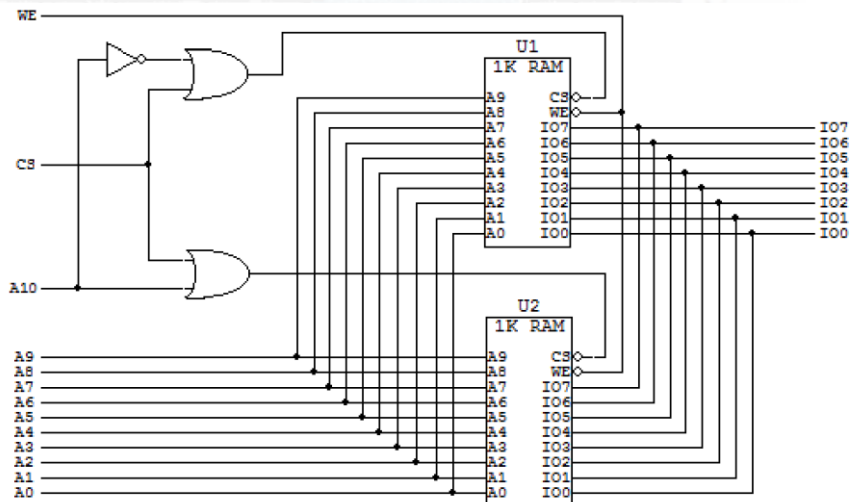 WE
U1
1K RAM
A9 CS
A8 WE
A7 IO7 IO7
A6 IO6 IO6
A5 IO5 IO5
CS A4 IO4 IO4
A3 IO3 IO3
A2 IO2 IO2
A1 IO1 IO1
A0 IO0 IO0
A10
U2
1K RAM
A9 A9 CS
A8 A8 WE
A7 A7 IO7
A6 A6 IO6
A5 A5 IO5
A4 A4 IO4
A3 A3 IO3
A2 A2 IO2
A1 A1 IO1
A0 A0 IO0